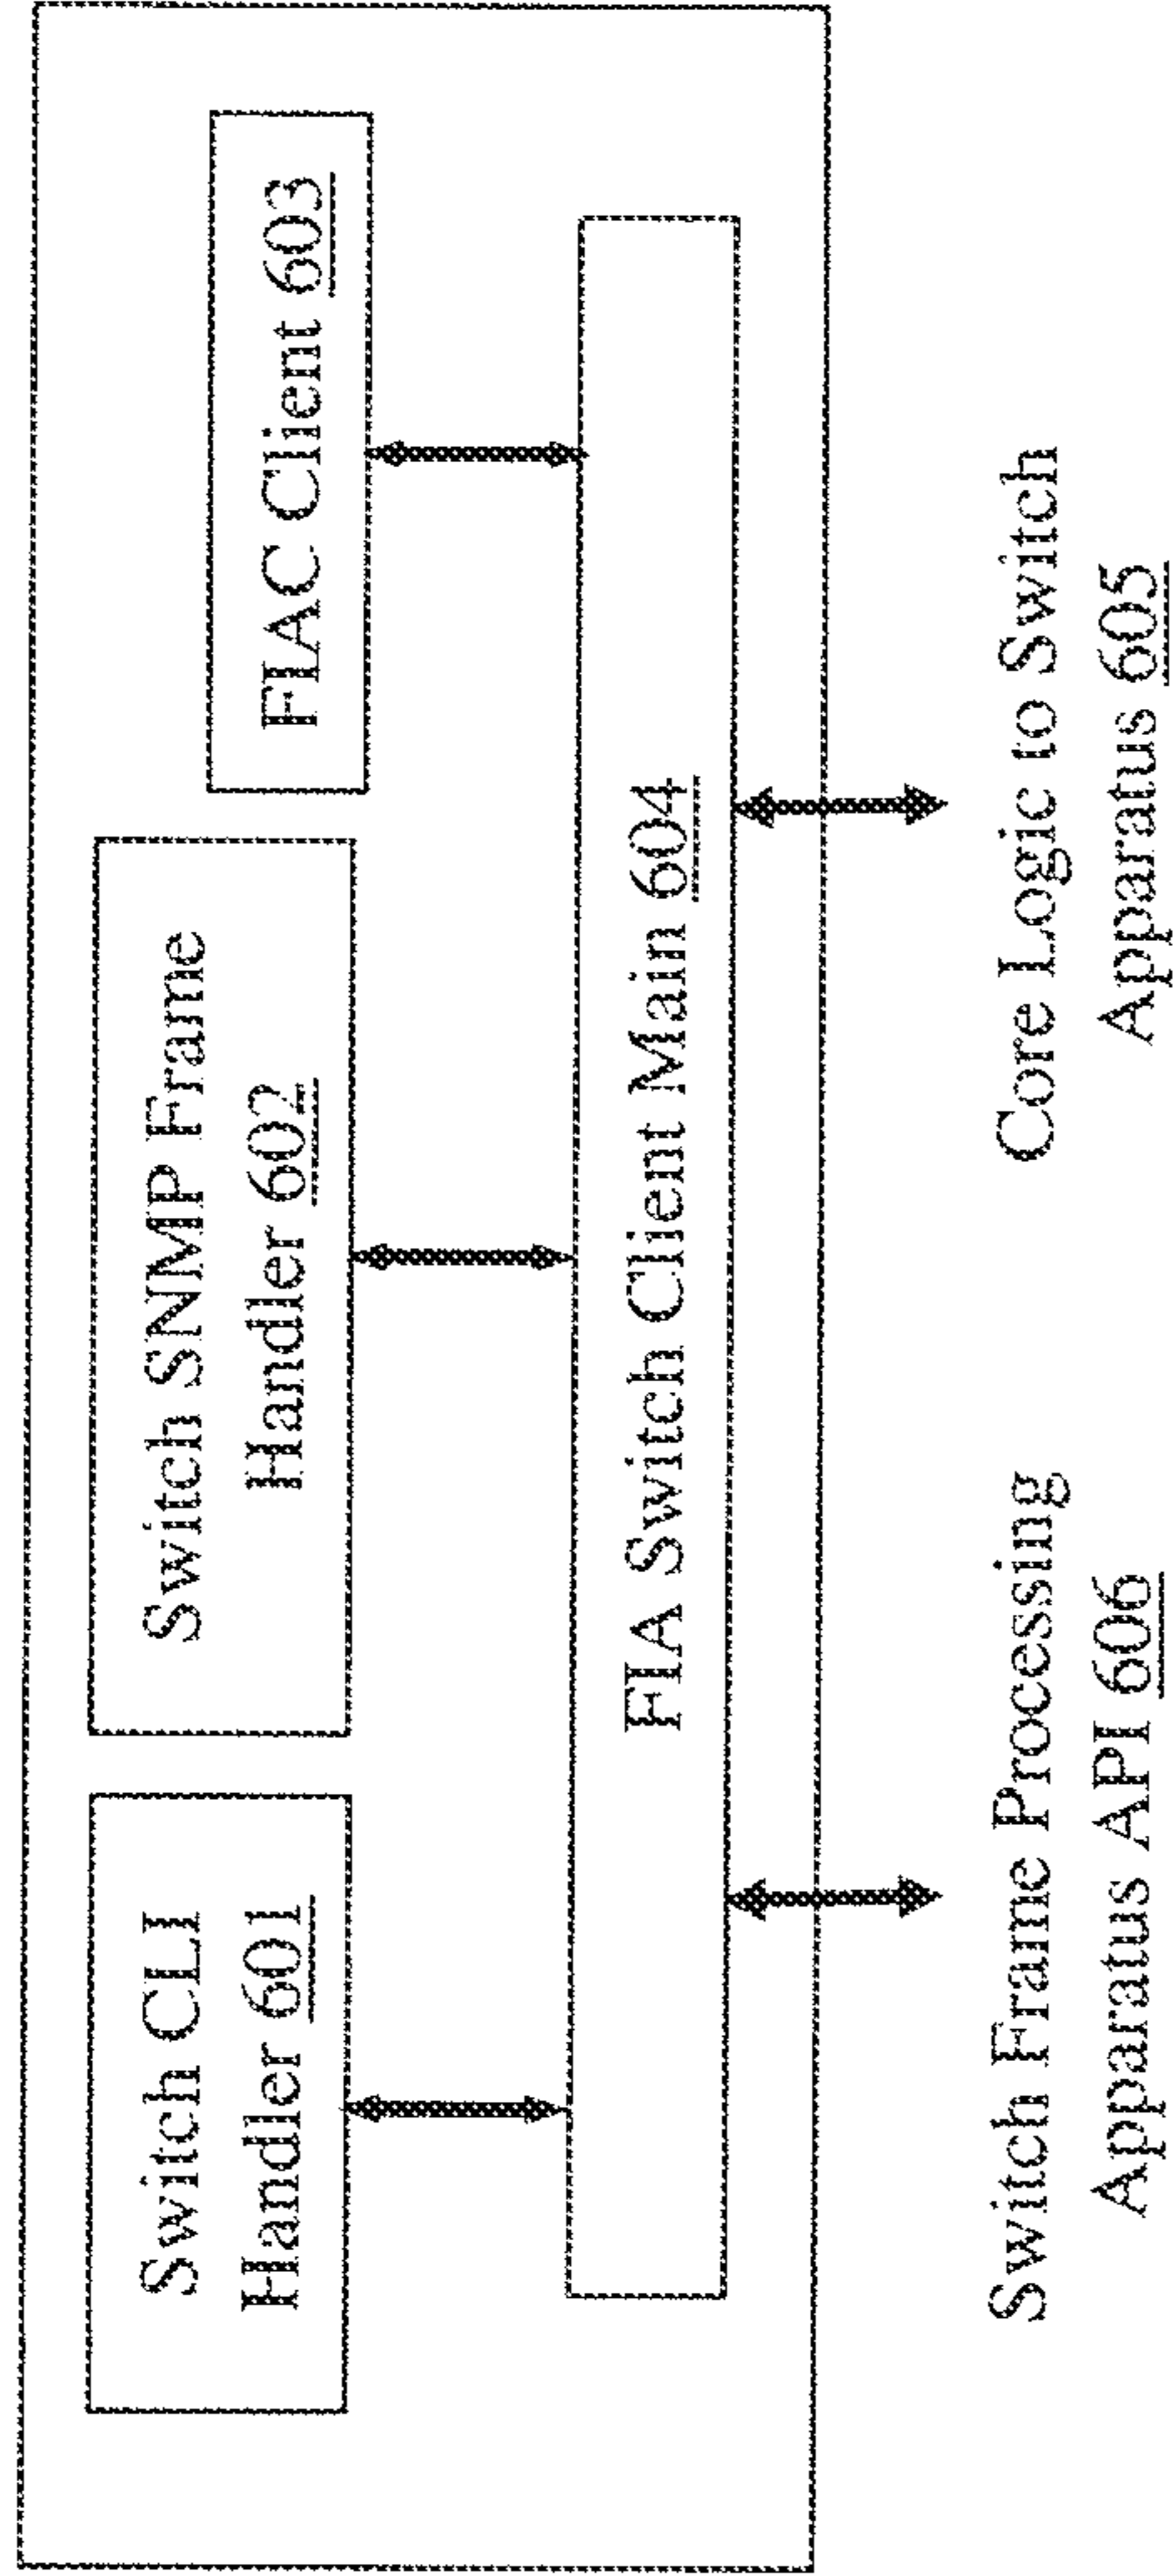 Switch CLI
Handler 601
Switch SNMP Frame
Handler 602
FIAC Client 603
FIA Switch Client Main 604
Switch Frame Processing
Apparatus API 606
Core Logic to Switch
Apparatus 605